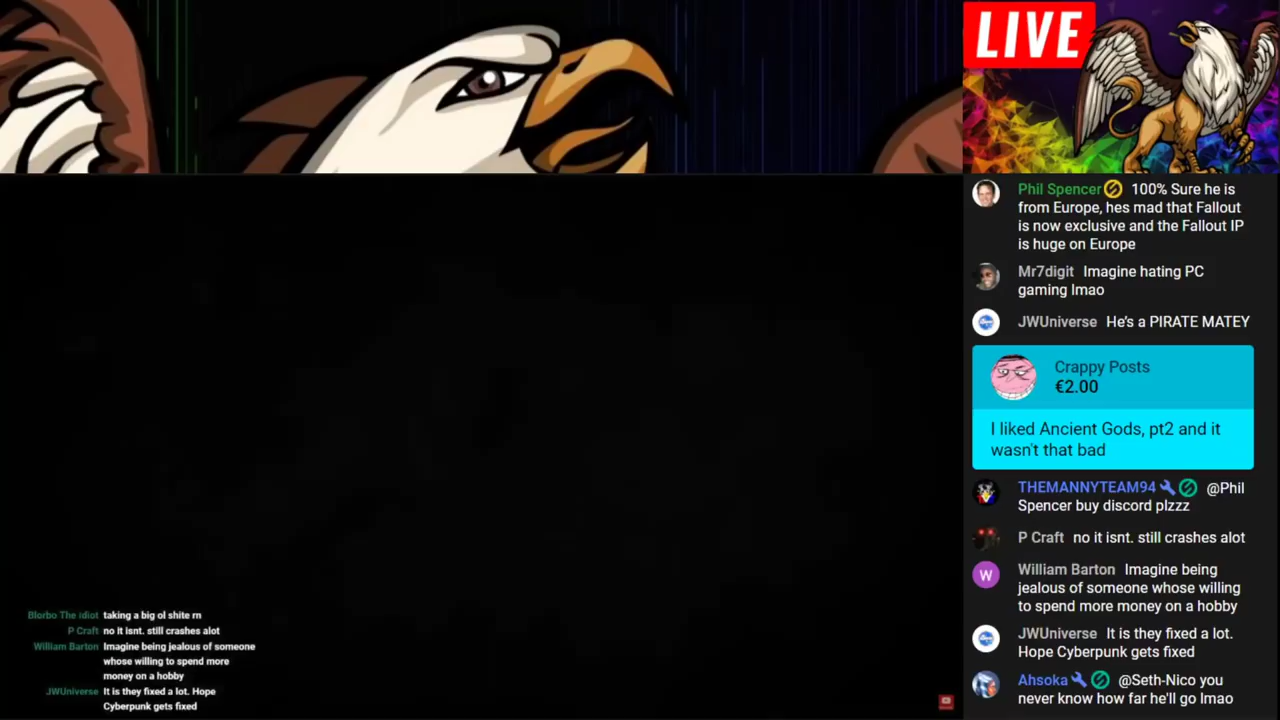 LIVE
Phil Spencer 100% Sure he is
from Europe, hes mad that Fallout
is now exclusive and the Fallout IP
is huge on Europe
Mr7digit Imagine hating PC
gaming lmao
JWUniverse He's a PIRATE MATEY
Crappy Posts
€2.00
I liked Ancient Gods, pt2 and it
wasn't that bad
THEMANNYTEAM94 @Phil
Spencer buy discord plzzz
P Craft no it isnt. still crashes alot
William Barton Imagine being
jealous of someone whose willing
to spend more money on a hobby
JWUniverse It is they fixed a lot.
Hope Cyberpunk gets fixed
Ahsoka @Seth-Nico you
never know how far he'll go lmao
Blorbo The idiot taking a big ol shite rn
P Craft no it isnt. still crashes alot
William Barton Imagine being jealous of someone
whose willing to spend more
money on a hobby
JWUniverse It is they fixed a lot. Hope
Cyberpunk gets fixed